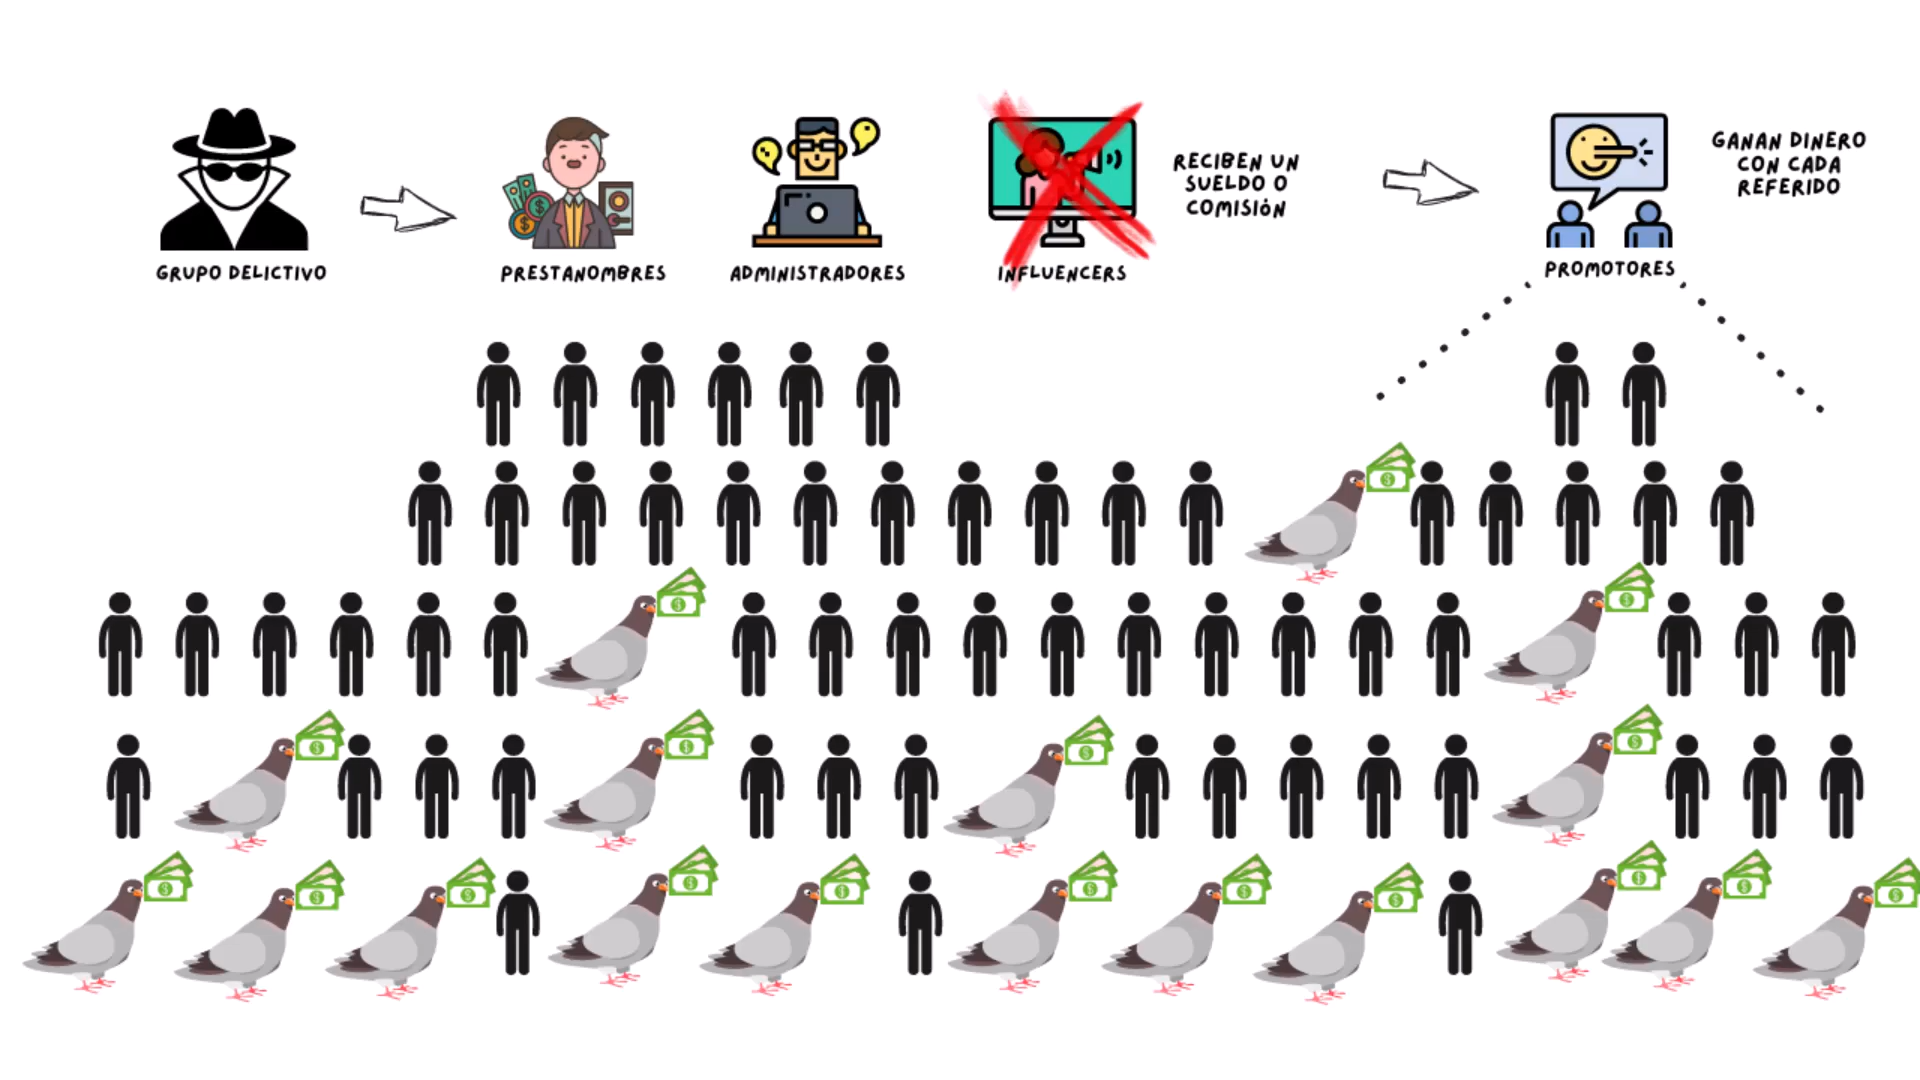 GANAN DINERO
CON CADA
REFERIDO
RECIBEN UN
SUELDO O
COMISIÓN
GRUPO DELICTIVO
PRESTANOMBRES
ADMINISTRADORES
INFLUENCERS
PROMOTORES